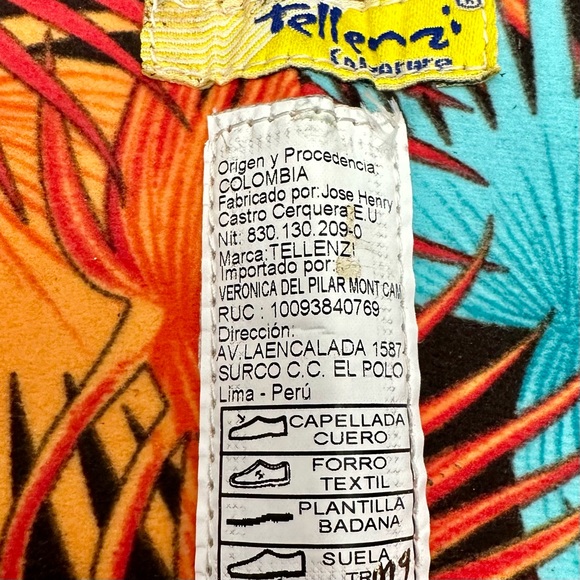 Tellenzi®
Origen y Procedencia:
COLOMBIA
Fabricado por: Jose Henry
Castro Cerquera E.U
Nit: 830.130.209-0
Marca: TELLENZI
Importado por:
VERONICA DEL PILAR MONT CAM
RUC : 10093840769
Dirección:
AV.LAENCALADA 1587
SURCO C.C. EL POLO
Lima - Perú
CAPELLADA
CUERO
FORRO
TEXTIL
PLANTILLA
BADANA
SUELA